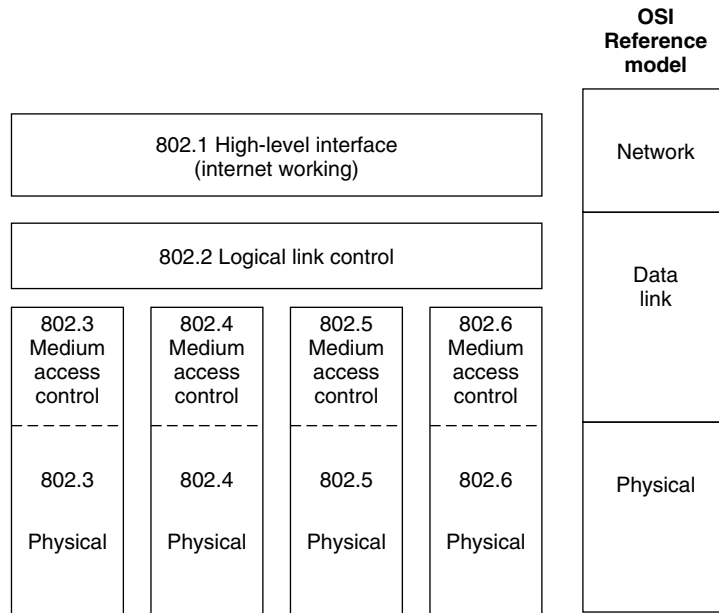 OSI
Reference
model
802.1 High-level interface
(internet working)
Network
802.2 Logical link control
Data
link
802.3
Medium
access
control
802.4
Medium
access
control
802.5
Medium
access
control
802.6
Medium
access
control
802.3
Physical
802.4
Physical
802.5
Physical
802.6
Physical
Physical